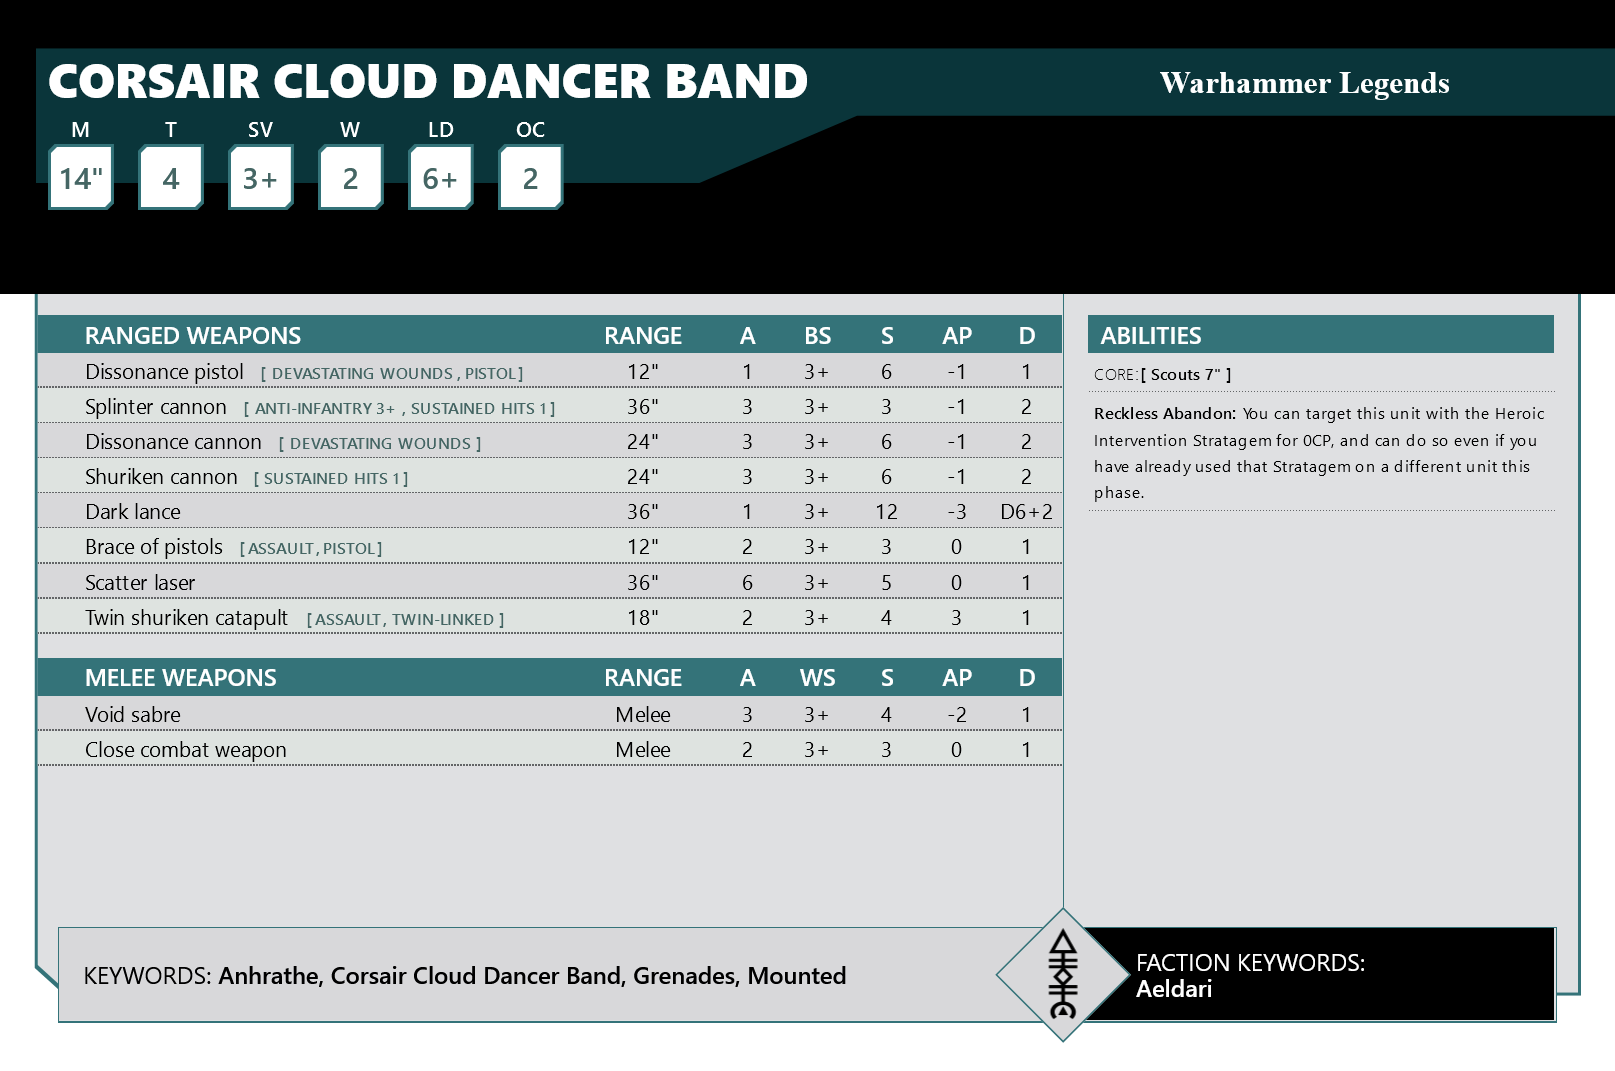 CORSAIR CLOUD DANCER BAND
Warhammer Legends
M T SV W LD OC
14" 4 3+ 2 6+ 2
RANGED WEAPONS RANGE A BS S AP D
Dissonance pistol [ DEVASTATING WOUNDS , PISTOL] 12" 1 3+ 6 -1 1
Splinter cannon [ ANTI-INFANTRY 3+ , SUSTAINED HITS 1] 36" 3 3+ 3 -1 2
Dissonance cannon [ DEVASTATING WOUNDS ] 24" 3 3+ 6 -1 2
Shuriken cannon [ SUSTAINED HITS 1] 24" 3 3+ 6 -1 2
Dark lance 36" 1 3+ 12 -3 D6+2
Brace of pistols [ASSAULT, PISTOL] 12" 2 3+ 3 0 1
Scatter laser 36" 6 3+ 5 0 1
Twin shuriken catapult [ASSAULT, TWIN-LINKED ] 18" 2 3+ 4 3 1
MELEE WEAPONS RANGE A WS S AP D
Void sabre Melee 3 3+ 4 -2 1
Close combat weapon Melee 2 3+ 3 0 1
ABILITIES
CORE:[ Scouts 7" ]
Reckless Abandon: You can target this unit with the Heroic
Intervention Stratagem for 0CP, and can do so even if you
have already used that Stratagem on a different unit this
phase.
KEYWORDS: Anhrathe, Corsair Cloud Dancer Band, Grenades, Mounted
FACTION KEYWORDS:
Aeldari